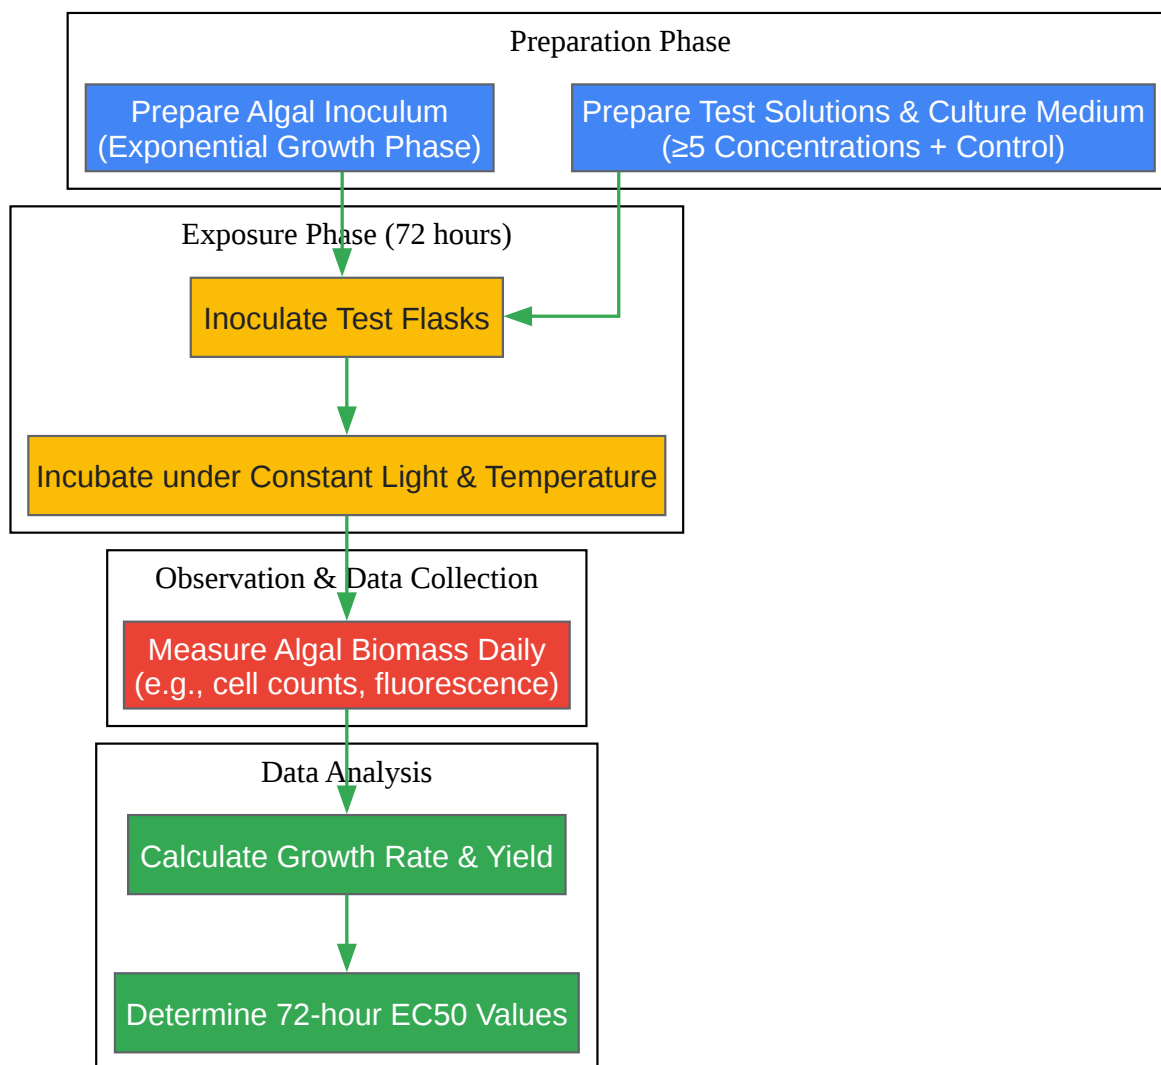 Preparation Phase
Prepare Algal Inoculum
(Exponential Growth Phase)
Prepare Test Solutions & Culture Medium
(≥5 Concentrations + Control)
Exposure Phase (72 hours)
Inoculate Test Flasks
Incubate under Constant Light & Temperature
Observation & Data Collection
Measure Algal Biomass Daily
(e.g., cell counts, fluorescence)
Data Analysis
Calculate Growth Rate & Yield
Determine 72-hour EC50 Values